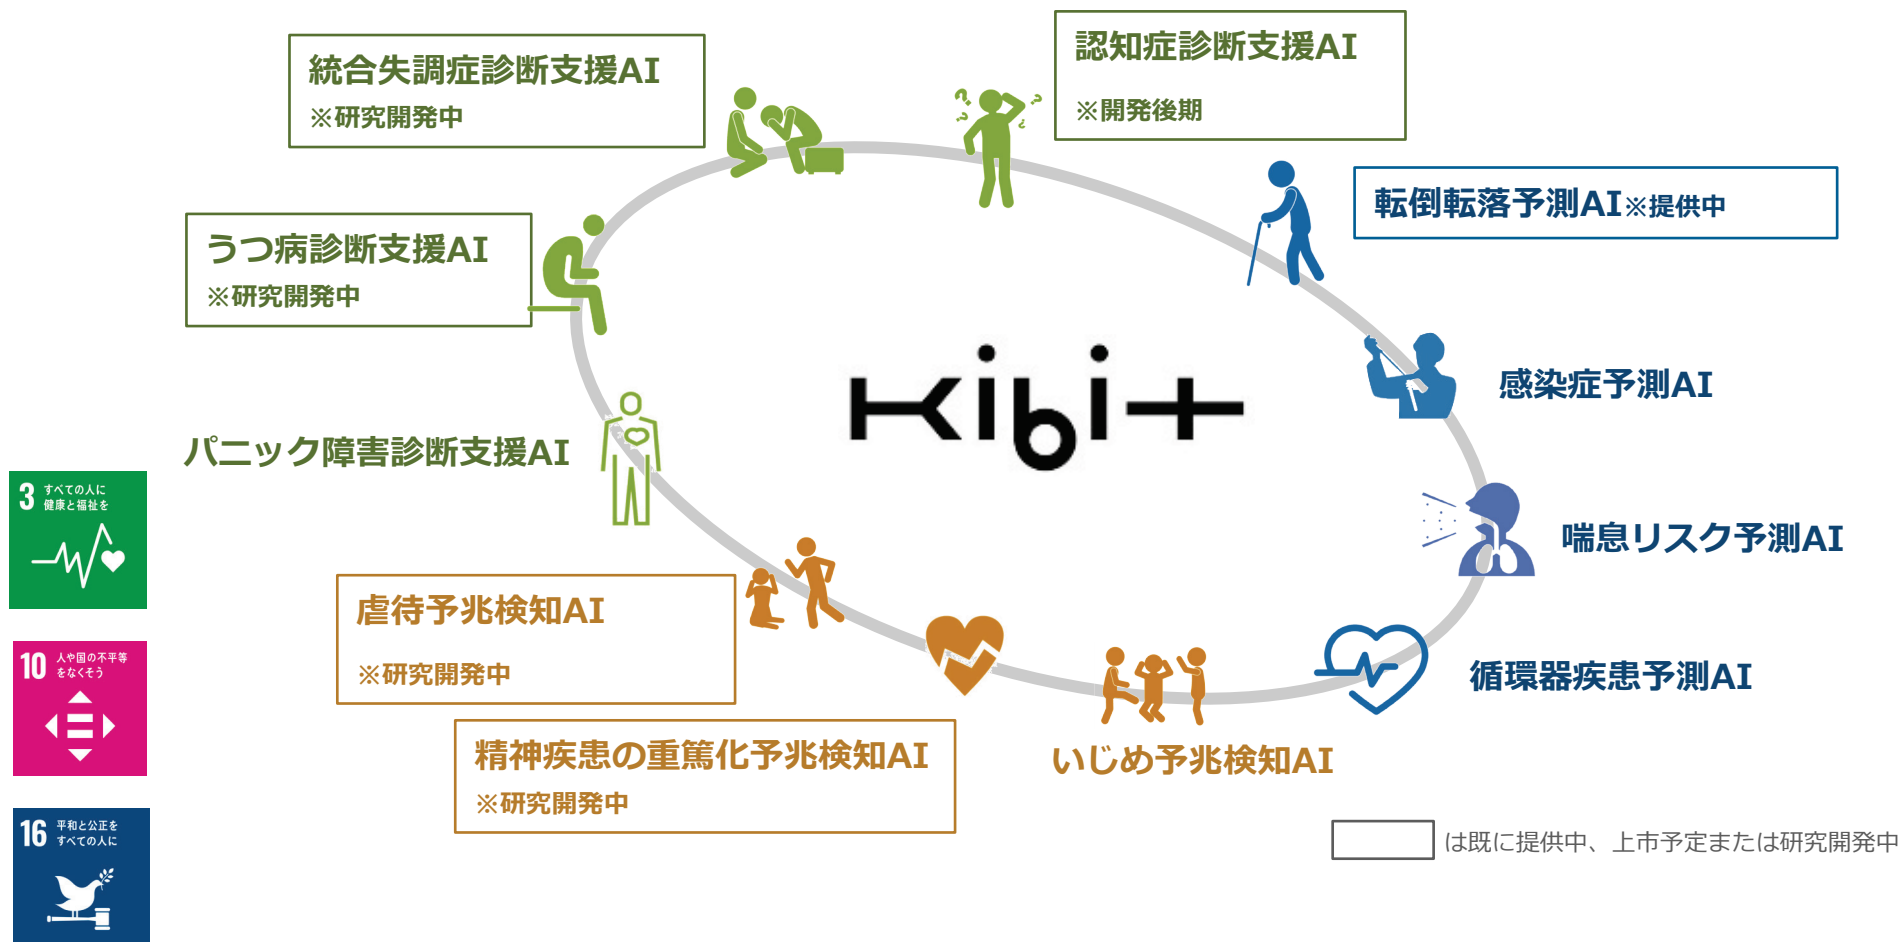 統合失調症診断支援AI
※研究開発中
認知症診断支援AI
※開発後期
転倒転落予測AI※提供中
うつ病診断支援AI
※研究開発中
KIBIT
感染症予測AI
パニック障害診断支援AI
喘息リスク予測AI
虐待予兆検知AI
※研究開発中
循環器疾患予測AI
精神疾患の重篤化予兆検知AI
※研究開発中
いじめ予兆検知AI
3 すべての人に
健康と福祉を
10 人や国の不平等
をなくそう
16 平和と公正を
すべての人に
は既に提供中、上市予定または研究開発中